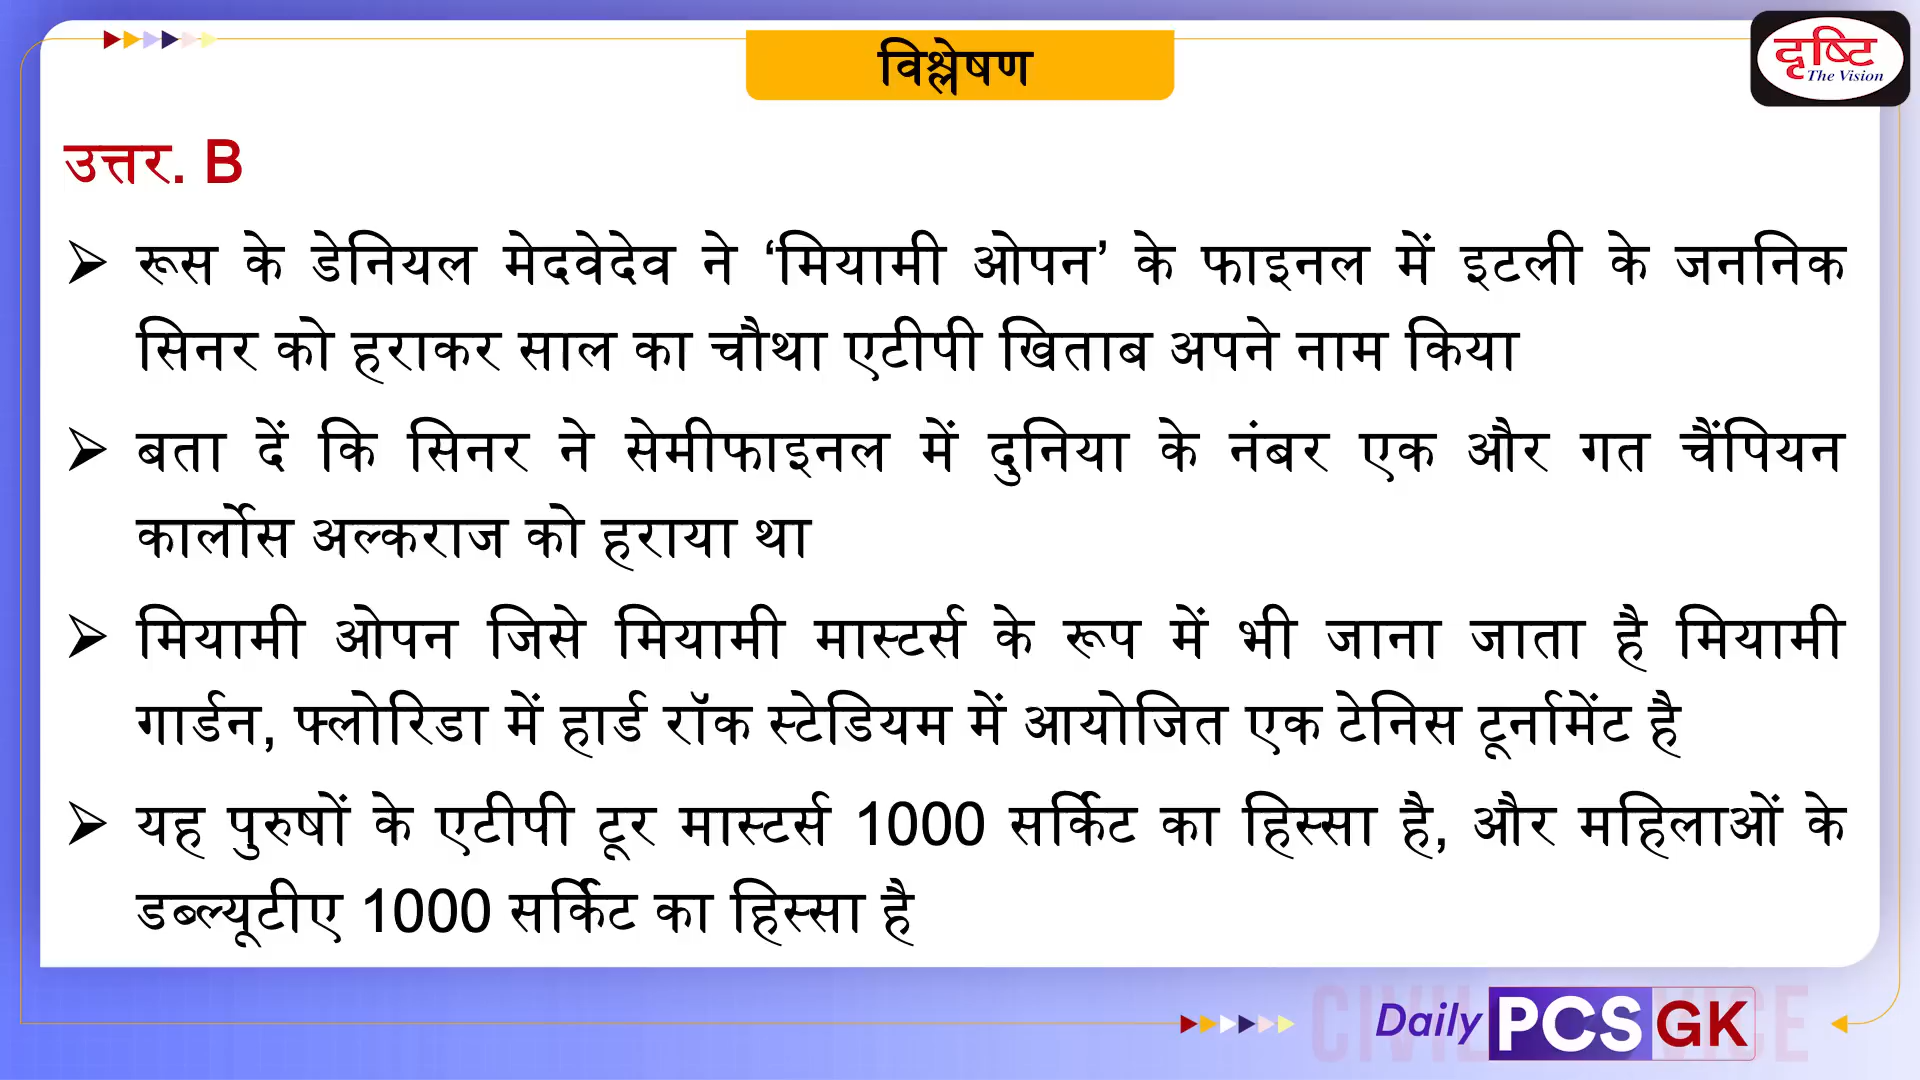 विश्लेषण
दृष्टि
The Vision
उत्तर. B
रूस के डेनियल मेदवेदेव ने ‘मियामी ओपन’ के फाइनल में इटली के जननिक
सिनर को हराकर साल का चौथा एटीपी खिताब अपने नाम किया
बता दें कि सिनर ने सेमीफाइनल में दुनिया के नंबर एक और गत चैंपियन
कार्लोस अल्कराज को हराया था
मियामी ओपन जिसे मियामी मास्टर्स के रूप में भी जाना जाता है मियामी
गार्डन, फ्लोरिडा में हार्ड रॉक स्टेडियम में आयोजित एक टेनिस टूर्नामेंट है
यह पुरुषों के एटीपी टूर मास्टर्स 1000 सर्किट का हिस्सा है, और महिलाओं के
डब्ल्यूटीए 1000 सर्किट का हिस्सा है
Daily PCS GK